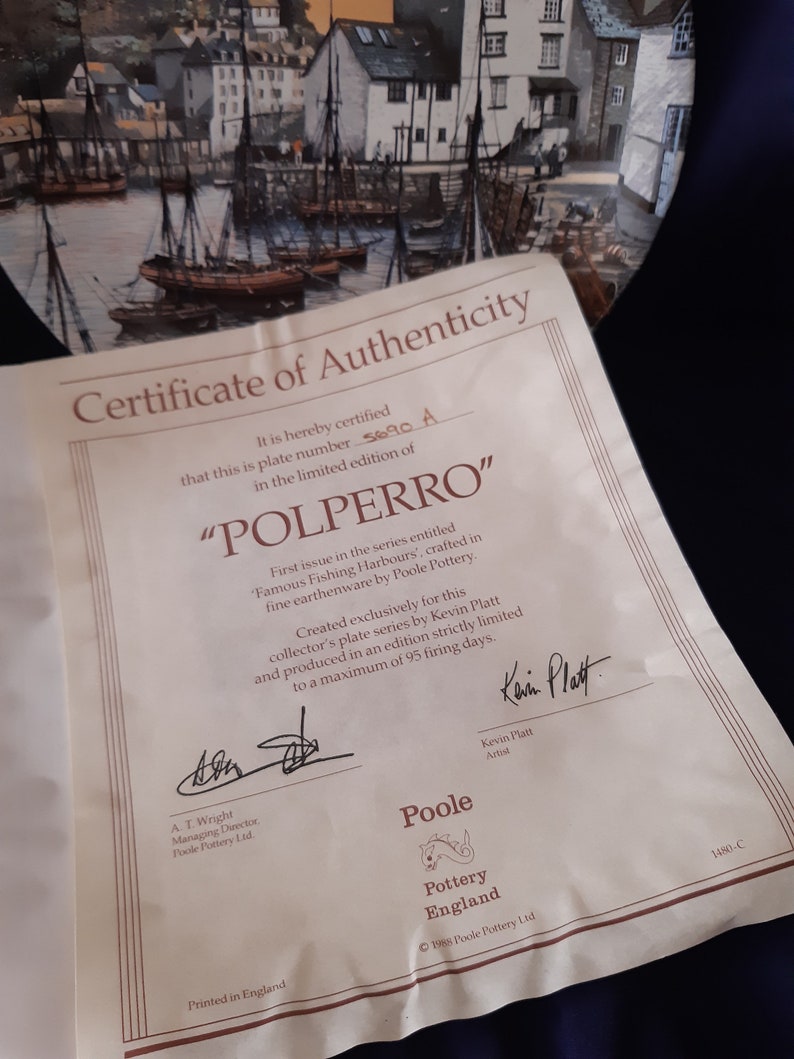 Certificate of Authenticity
It is hereby certified
that this is plate number 5690 A
in the limited edition of
“POLPERRO”
First issue in the series entitled
‘Famous Fishing Harbours’, crafted in
fine earthenware by Poole Pottery.
Created exclusively for this
collector's plate series by Kevin Platt
and produced in an edition strictly limited
to a maximum of 95 firing days.
Kevin Platt
A. T. Wright
Managing Director,
Poole Pottery Ltd.
Kevin Platt
Artist
Poole
Pottery
England
1480-C
© 1988 Poole Pottery Ltd
Printed in England